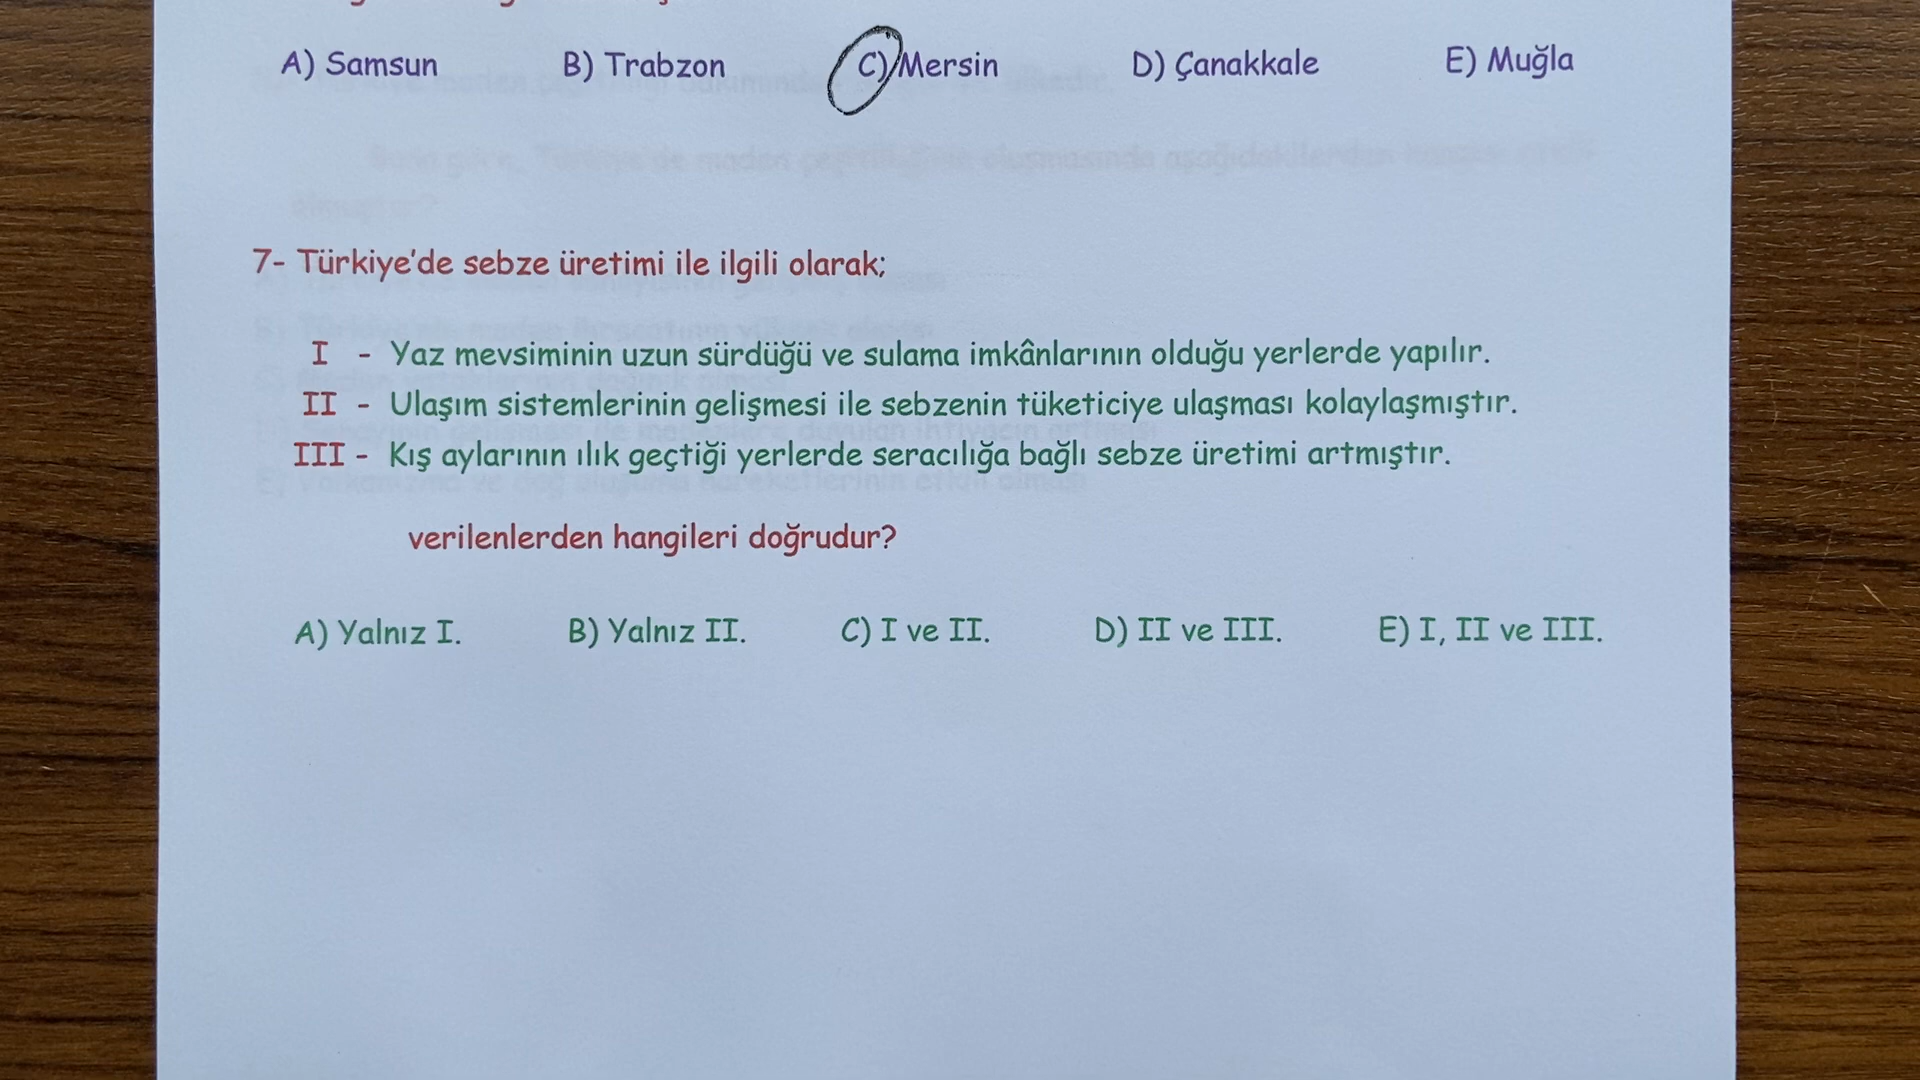 A) Samsun B) Trabzon C) Mersin D) Çanakkale E) Muğla
7- Türkiye'de sebze üretimi ile ilgili olarak;
I - Yaz mevsiminin uzun sürdüğü ve sulama imkânlarının olduğu yerlerde yapılır.
II - Ulaşım sistemlerinin gelişmesi ile sebzenin tüketiciye ulaşması kolaylaşmıştır.
III - Kış aylarının ılık geçtiği yerlerde seracılığa bağlı sebze üretimi artmıştır.
verilenlerden hangileri doğrudur?
A) Yalnız I. B) Yalnız II. C) I ve II. D) II ve III. E) I, II ve III.